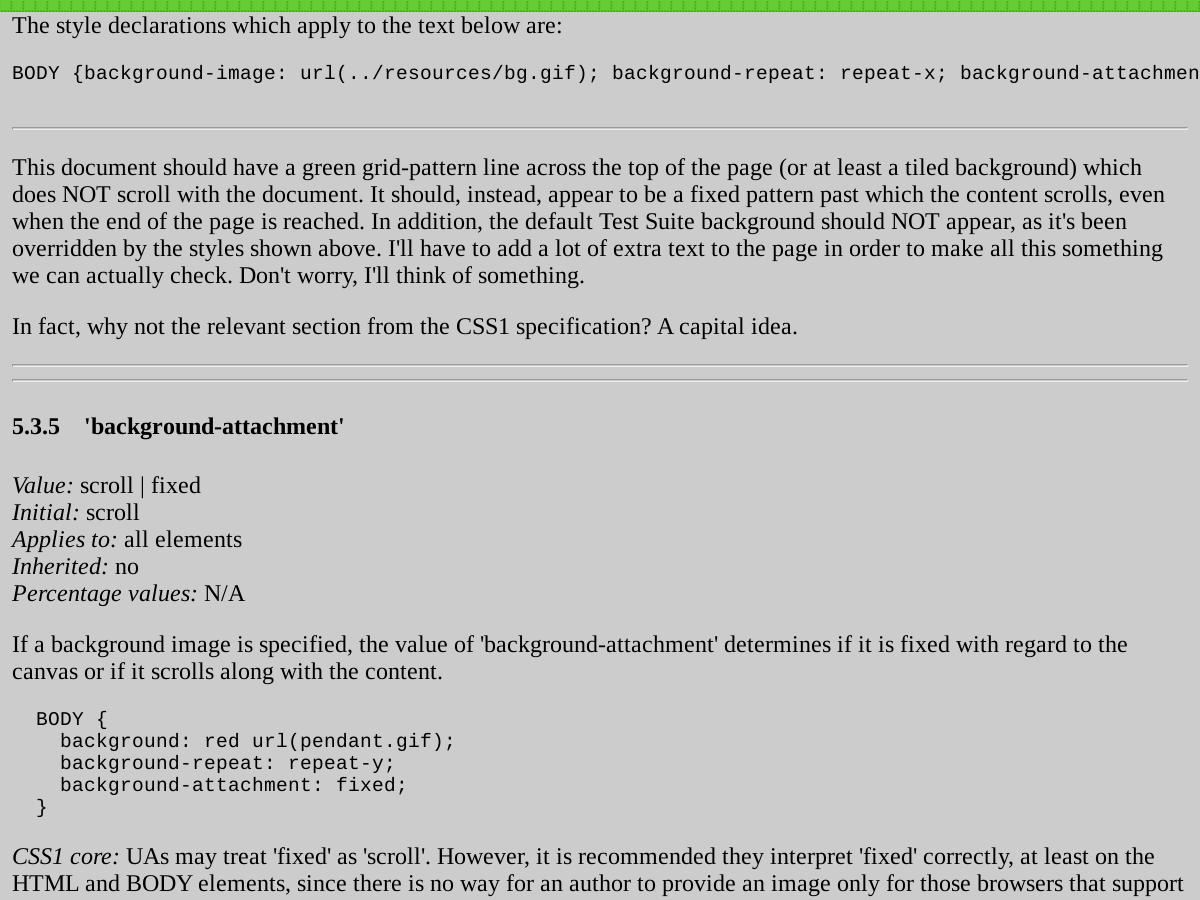 The style declarations which apply to the text below are:
BODY {background-image: url(../resources/bg.gif); background-repeat: repeat-x; background-attachmen
This document should have a green grid-pattern line across the top of the page (or at least a tiled background) which
does NOT scroll with the document. It should, instead, appear to be a fixed pattern past which the content scrolls, even
when the end of the page is reached. In addition, the default Test Suite background should NOT appear, as it's been
overridden by the styles shown above. I'll have to add a lot of extra text to the page in order to make all this something
we can actually check. Don't worry, I'll think of something.
In fact, why not the relevant section from the CSS1 specification? A capital idea.
5.3.5    'background-attachment'
Value: scroll | fixed
Initial: scroll
Applies to: all elements
Inherited: no
Percentage values: N/A
If a background image is specified, the value of 'background-attachment' determines if it is fixed with regard to the
canvas or if it scrolls along with the content.
  BODY {
    background: red url(pendant.gif);
    background-repeat: repeat-y;
    background-attachment: fixed;
  }
CSS1 core: UAs may treat 'fixed' as 'scroll'. However, it is recommended they interpret 'fixed' correctly, at least on the
HTML and BODY elements, since there is no way for an author to provide an image only for those browsers that support